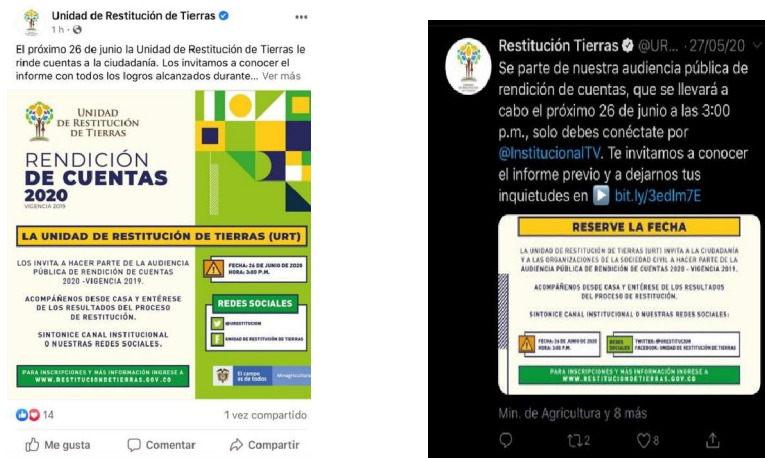 Unidad de Restitución de Tierras
1 h
El próximo 26 de junio la Unidad de Restitución de Tierras le
rinde cuentas a la ciudadanía. Los invitamos a conocer el
informe con todos los logros alcanzados durante... Ver más
UNIDAD
DE RESTITUCIÓN
DE TIERRAS
RENDICIÓN
DE CUENTAS
2020
VIGENCIA 2019
LA UNIDAD DE RESTITUCIÓN DE TIERRAS (URT)
LOS INVITA A HACER PARTE DE LA AUDIENCIA
PÚBLICA DE RENDICIÓN DE CUENTAS
2020 -VIGENCIA 2019.
ACOMPÁÑENOS DESDE CASA Y ENTÉRESE
DE LOS RESULTADOS DEL PROCESO
DE RESTITUCIÓN.
SINTONICE CANAL INSTITUCIONAL
O NUESTRAS REDES SOCIALES.
FECHA: 26 DE JUNIO DE 2020
HORA: 3:00 P.M.
REDES SOCIALES
@URESTITUCION
UNIDAD DE RESTITUCIÓN DE TIERRAS
PARA INSCRIPCIONES Y MÁS INFORMACIÓN INGRESE A
WWW.RESTITUCIONDETIERRAS.GOV.CO
El campo
es de todos
Minagricultura
14
1 vez compartido
Me gusta
Comentar
Compartir
Restitución Tierras @UR... · 27/05/20
Se parte de nuestra audiencia pública de
rendición de cuentas, que se llevará a
cabo el próximo 26 de junio a las 3:00
p.m., solo debes conéctate por
@InstitucionalTV. Te invitamos a conocer
el informe previo y a dejarnos tus
inquietudes en bit.ly/3edlm7E
RESERVE LA FECHA
LA UNIDAD DE RESTITUCIÓN DE TIERRAS (URT) INVITA A LA CIUDADANÍA
Y A LAS ORGANIZACIONES DE LA SOCIEDAD CIVIL A HACER PARTE DE LA
AUDIENCIA PÚBLICA DE RENDICIÓN DE CUENTAS 2020 - VIGENCIA 2019.
ACOMPÁÑENOS DESDE CASA Y ENTÉRESE DE LOS RESULTADOS
DEL PROCESO DE RESTITUCIÓN.
SINTONICE CANAL INSTITUCIONAL O NUESTRAS REDES SOCIALES:
FECHA: 26 DE JUNIO DE 2020
HORA: 3:00 P.M.
REDES
SOCIALES
TWITTER: @URESTITUCION
FACEBOOK: UNIDAD DE RESTITUCIÓN DE TIERRAS
PARA INSCRIPCIONES Y MÁS INFORMACIÓN INGRESE A
WWW.RESTITUCIONDETIERRAS.GOV.CO
Min. de Agricultura y 8 más
2
8